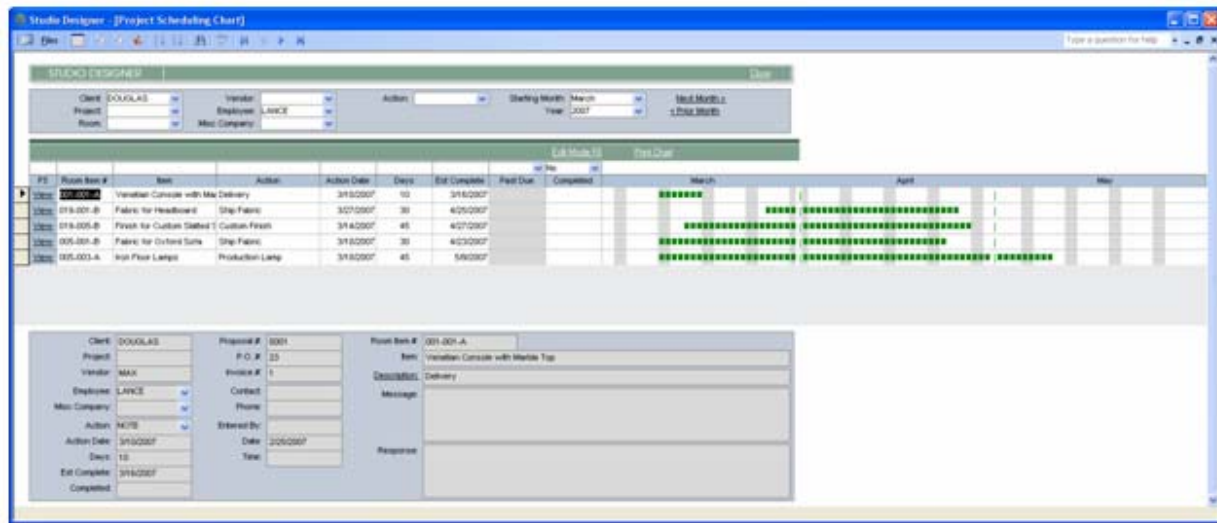 Studio Designer - [Project Scheduling Chart]
Files Type a question for help
STUDIO DESIGNER Close
Client: DOUGLAS Vendor: Action: Starting Month: March Next Month >
Project: Employee: LANCE Year: 2007 < Prior Month
Room: Misc Company:
Edit Mode F8 Print Chart
No
FS Room Item # Item Action Action Date Days Est Complete Past Due Completed March April May
View 001-001-A Venetian Console with Mar Delivery 3/10/2007 10 3/16/2007
View 019-001-B Fabric for Headboard Ship Fabric 3/27/2007 30 4/25/2007
View 019-005-B Finish for Custom Slatted S Custom Finish 3/14/2007 45 4/27/2007
View 005-001-B Fabric for Oxford Sofa Ship Fabric 3/10/2007 30 4/23/2007
View 005-003-A Iron Floor Lamps Production Lamp 3/10/2007 45 5/8/2007
Client: DOUGLAS Proposal #: 0001 Room Item #: 001-001-A
Project: P.O. #: 23 Item: Venetian Console with Marble Top
Vendor: MAX Invoice #: 1 Description: Delivery
Employee: LANCE Contact: Message:
Misc Company: Phone:
Action: NOTE Entered By:
Action Date: 3/10/2007 Date: 2/25/2007
Days: 10 Time: Response:
Est Complete: 3/16/2007
Completed: